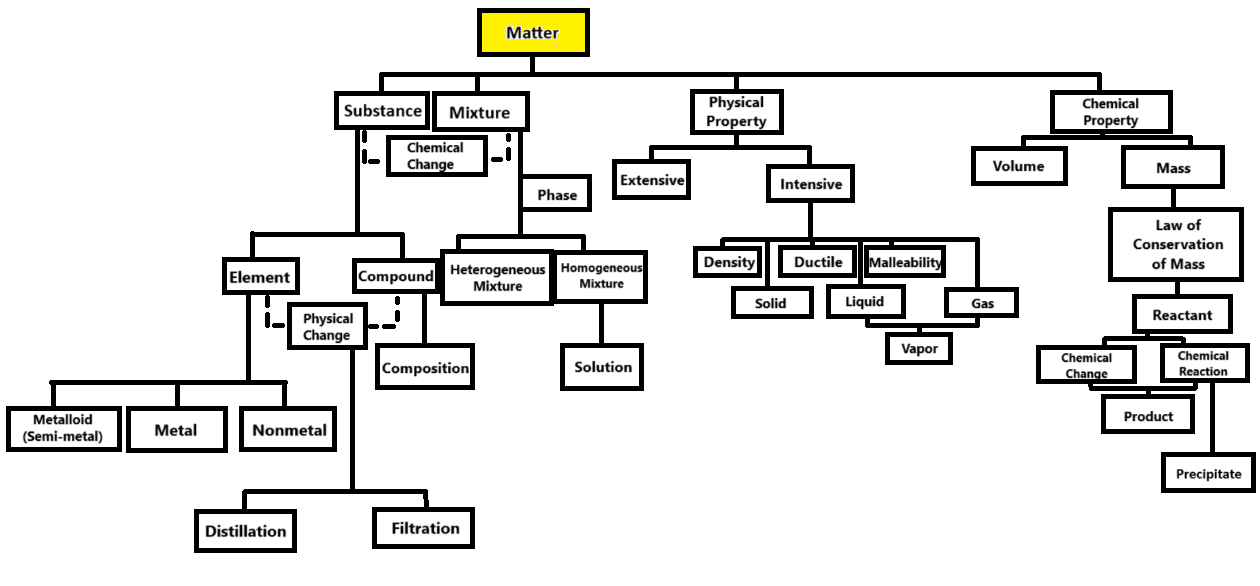 Matter
Substance
Mixture
Physical
Property
Chemical
Property
Chemical
Change
Volume
Mass
Extensive
Intensive
Phase
Law of
Conservation
of Mass
Element
Compound
Heterogeneous
Mixture
Homogeneous
Mixture
Density
Ductile
Malleability
Solid
Liquid
Gas
Physical
Change
Reactant
Vapor
Composition
Solution
Chemical
Change
Chemical
Reaction
Metalloid
(Semi-metal)
Metal
Nonmetal
Product
Precipitate
Distillation
Filtration